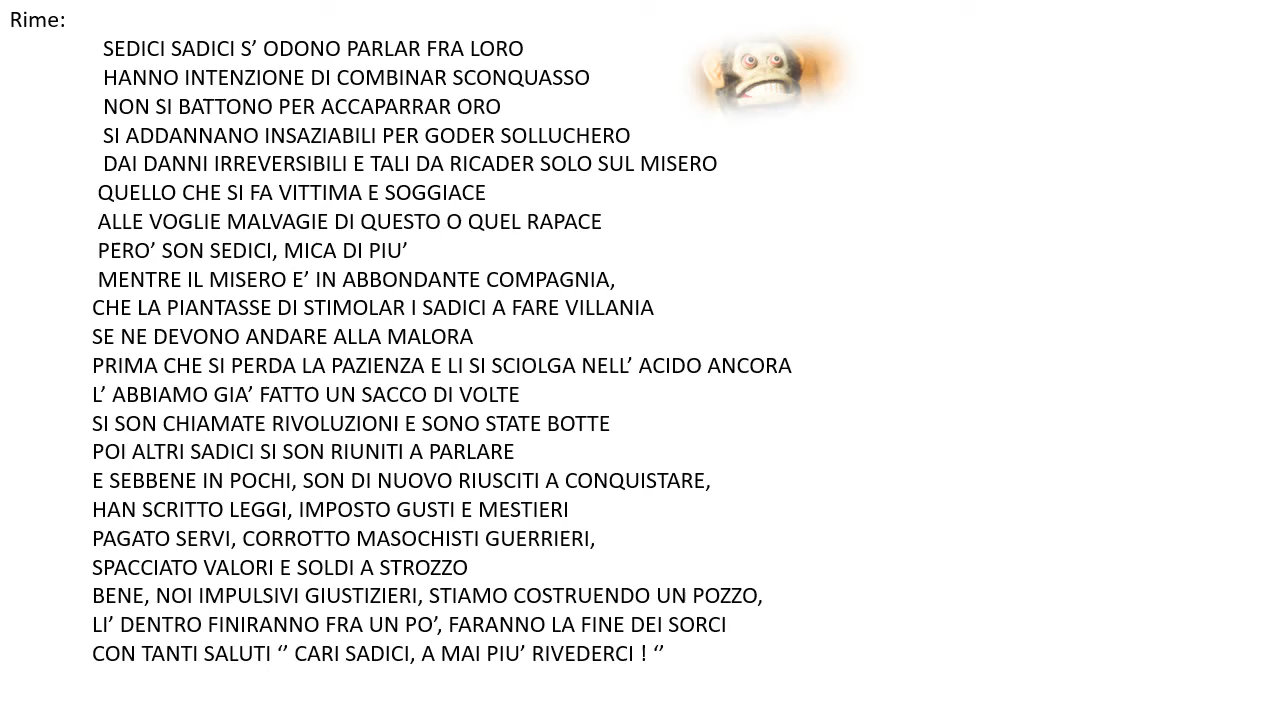 Rime:
SEDICI SADICI S’ ODONO PARLAR FRA LORO
HANNO INTENZIONE DI COMBINAR SCONQUASSO
NON SI BATTONO PER ACCAPARRAR ORO
SI ADDANNANO INSAZIABILI PER GODER SOLLUCHERO
DAI DANNI IRREVERSIBILI E TALI DA RICADER SOLO SUL MISERO
QUELLO CHE SI FA VITTIMA E SOGGIACE
ALLE VOGLIE MALVAGIE DI QUESTO O QUEL RAPACE
PERO’ SON SEDICI, MICA DI PIU’
MENTRE IL MISERO E’ IN ABBONDANTE COMPAGNIA,
CHE LA PIANTASSE DI STIMOLAR I SADICI A FARE VILLANIA
SE NE DEVONO ANDARE ALLA MALORA
PRIMA CHE SI PERDA LA PAZIENZA E LI SI SCIOLGA NELL’ ACIDO ANCORA
L’ ABBIAMO GIA’ FATTO UN SACCO DI VOLTE
SI SON CHIAMATE RIVOLUZIONI E SONO STATE BOTTE
POI ALTRI SADICI SI SON RIUNITI A PARLARE
E SEBBENE IN POCHI, SON DI NUOVO RIUSCITI A CONQUISTARE,
HAN SCRITTO LEGGI, IMPOSTO GUSTI E MESTIERI
PAGATO SERVI, CORROTTO MASOCHISTI GUERRIERI,
SPACCIATO VALORI E SOLDI A STROZZO
BENE, NOI IMPULSIVI GIUSTIZIERI, STIAMO COSTRUENDO UN POZZO,
LI’ DENTRO FINIRANNO FRA UN PO’, FARANNO LA FINE DEI SORCI
CON TANTI SALUTI ‘’ CARI SADICI, A MAI PIU’ RIVEDERCI ! ‘’